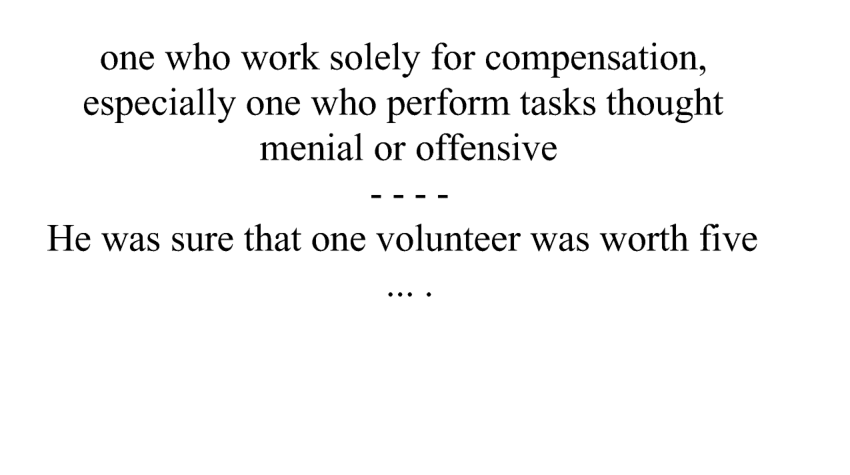 one who work solely for compensation,
especially one who perform tasks thought
menial or offensive
- - - -
He was sure that one volunteer was worth five
... .